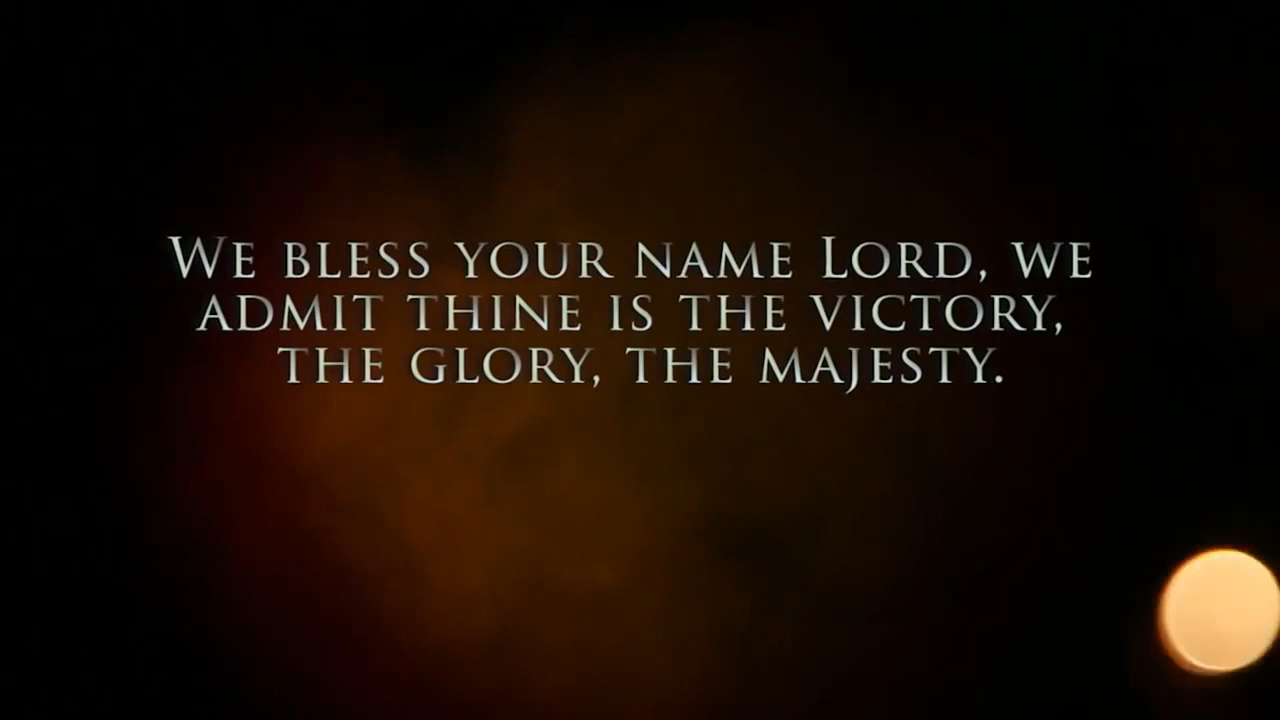 We bless your name Lord, we
admit thine is the victory,
the glory, the majesty.